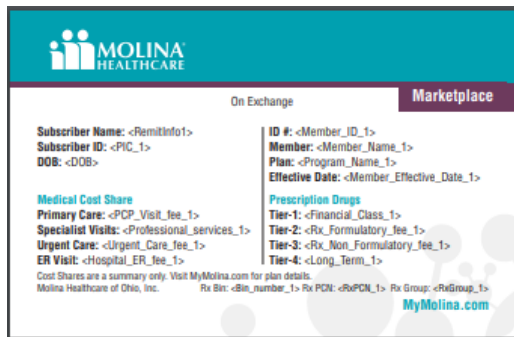 MOLINA®
HEALTHCARE
On Exchange
Marketplace
Subscriber Name: <RemitInfo1>
Subscriber ID: <PIC_1>
DOB: <DOB>
ID #: <Member_ID_1>
Member: <Member_Name_1>
Plan: <Program_Name_1>
Effective Date: <Member_Effective_Date_1>
Medical Cost Share
Primary Care: <PCP_Visit_fee_1>
Specialist Visits: <Professional_services_1>
Urgent Care: <Urgent_Care_fee_1>
ER Visit: <Hospital_ER_fee_1>
Prescription Drugs
Tier-1: <Financial_Class_1>
Tier-2: <Rx_Formulatory_fee_1>
Tier-3: <Rx_Non_Formulatory_fee_1>
Tier-4: <Long_Term_1>
Cost Shares are a summary only. Visit MyMolina.com for plan details.
Molina Healthcare of Ohio, Inc. Rx Bin: <Bin_number_1> Rx PCN: <RxPCN_1> Rx Group: <RxGroup_1>
MyMolina.com